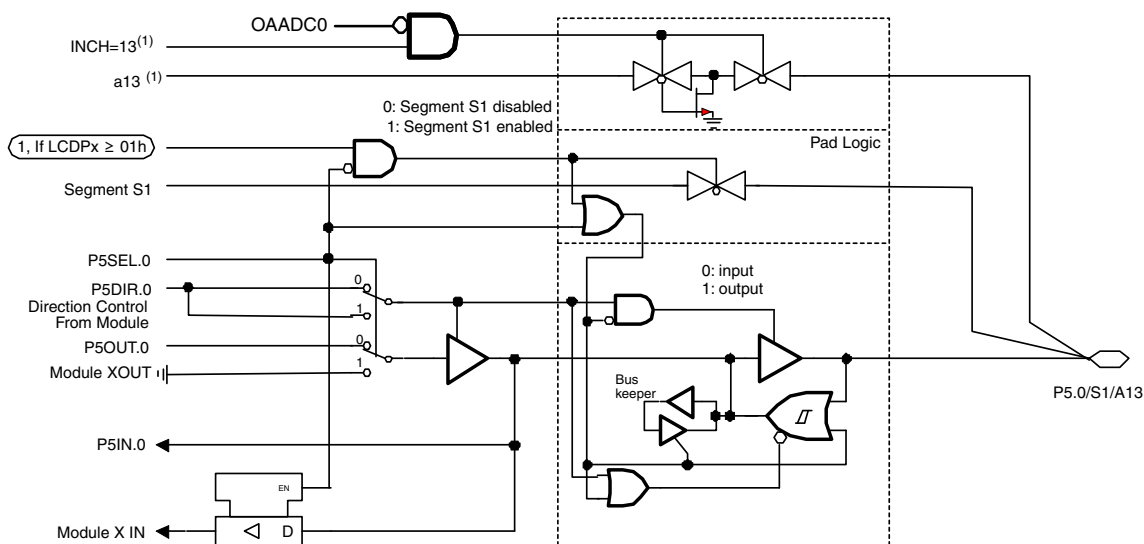 OAADC0
INCH=13(1)
a13 (1)
0: Segment S1 disabled
1: Segment S1 enabled
Pad Logic
1, If LCDPx ≥ 01h
Segment S1
P5SEL.0
0: input
1: output
P5DIR.0
0
Direction Control
From Module
1
P5OUT.0
0
Module XOUT
1
Bus
keeper
P5.0/S1/A13
P5IN.0
EN
Module X IN
D